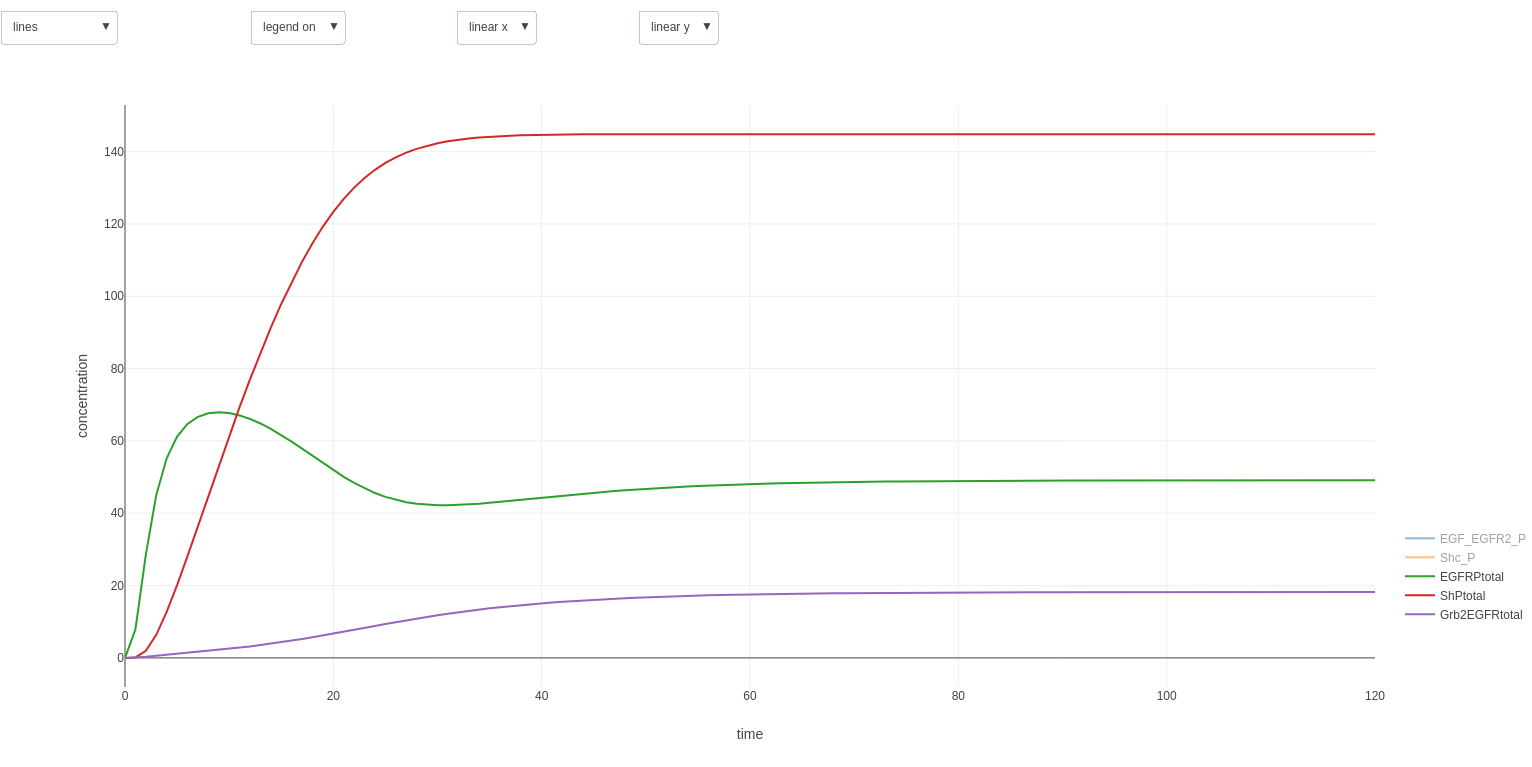 lines ▼
legend on ▼
linear x ▼
linear y ▼
140
120
100
80
60
40
20
0
concentration
0
20
40
60
80
100
120
time
EGF_EGFR2_P
Shc_P
EGFRPtotal
ShPtotal
Grb2EGFRtotal